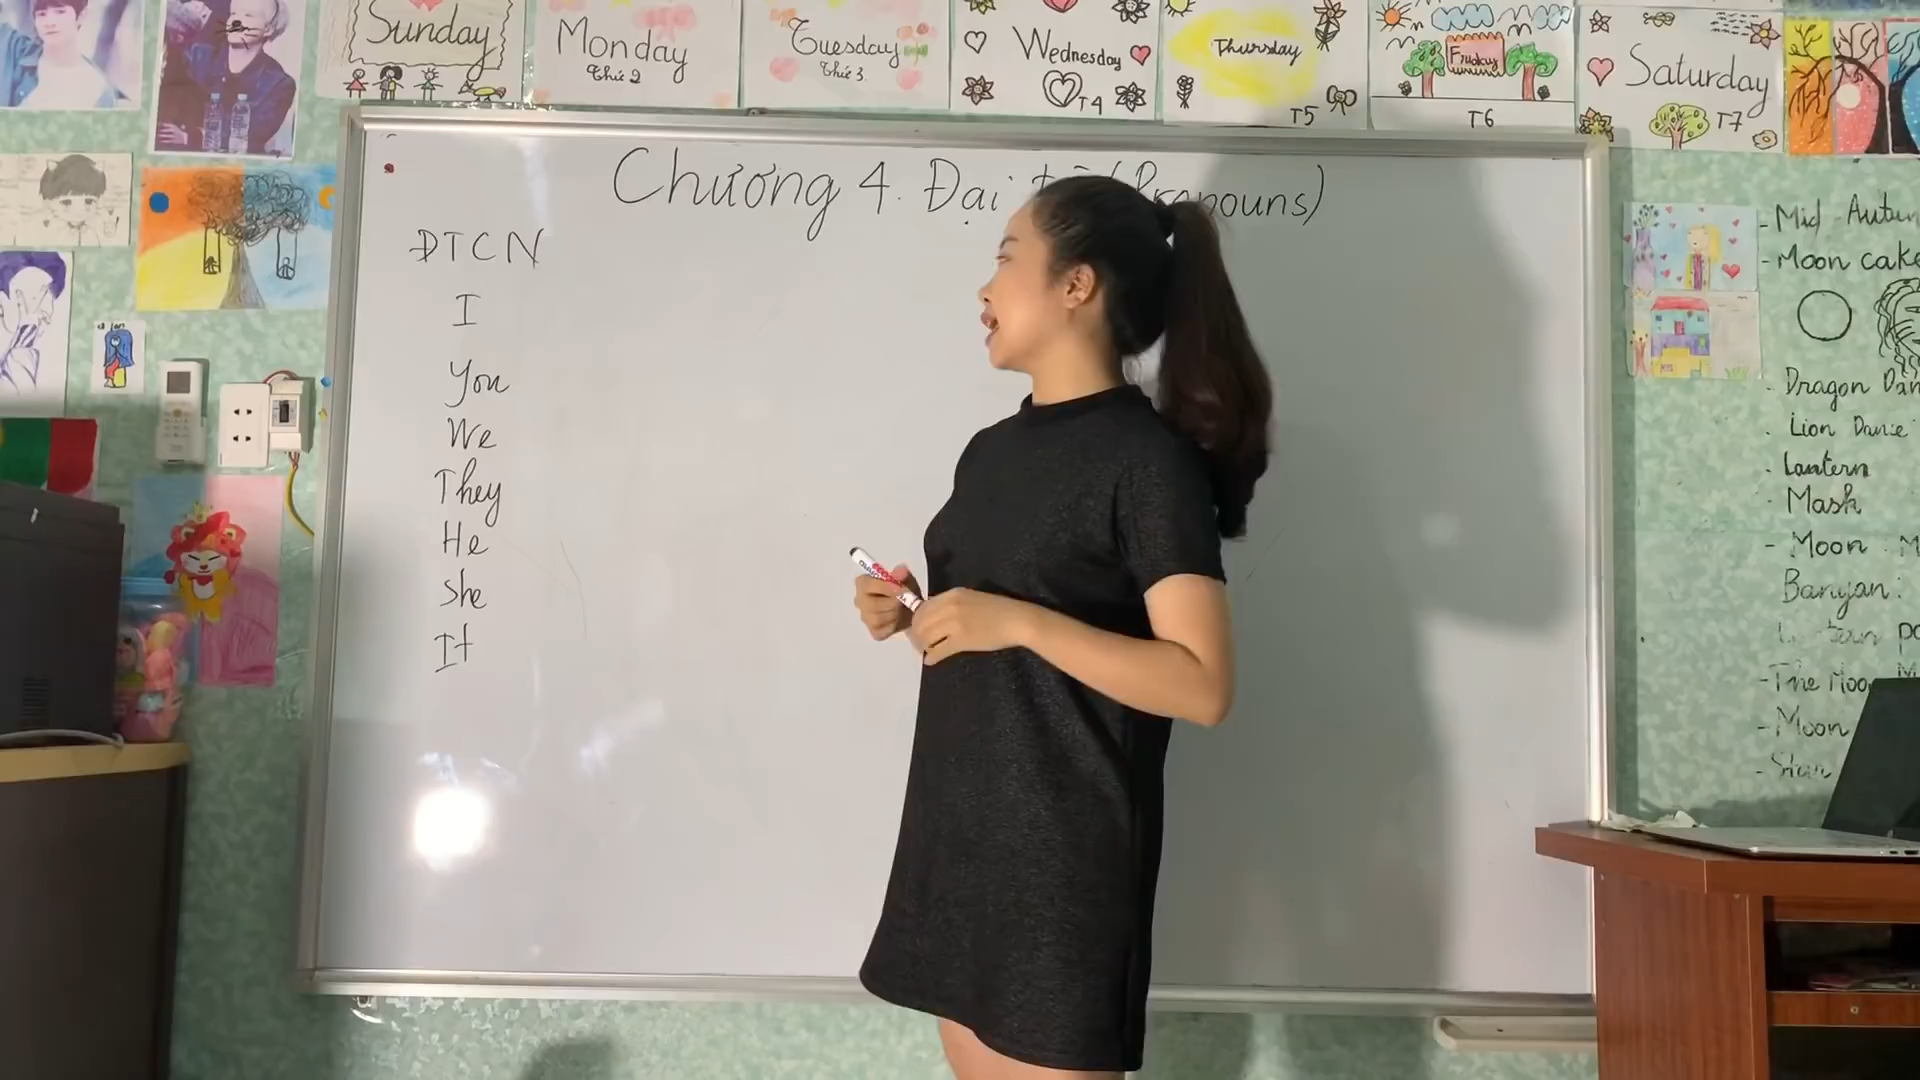 Sunday
Monday
Thứ 2
Tuesday
Thứ 3
Wednesday
T4
Thursday
T5
Friday
T6
Saturday
T7
Chương 4. Đại (Pronouns)
ĐTCN
I
You
We
They
He
She
It
- Mid Autum
- Moon cake
. Dragon Dan
. Lion Dance
. Lantern
. Mask
- Moon : M
Banyan:
- The Moo
- Moon
- Star